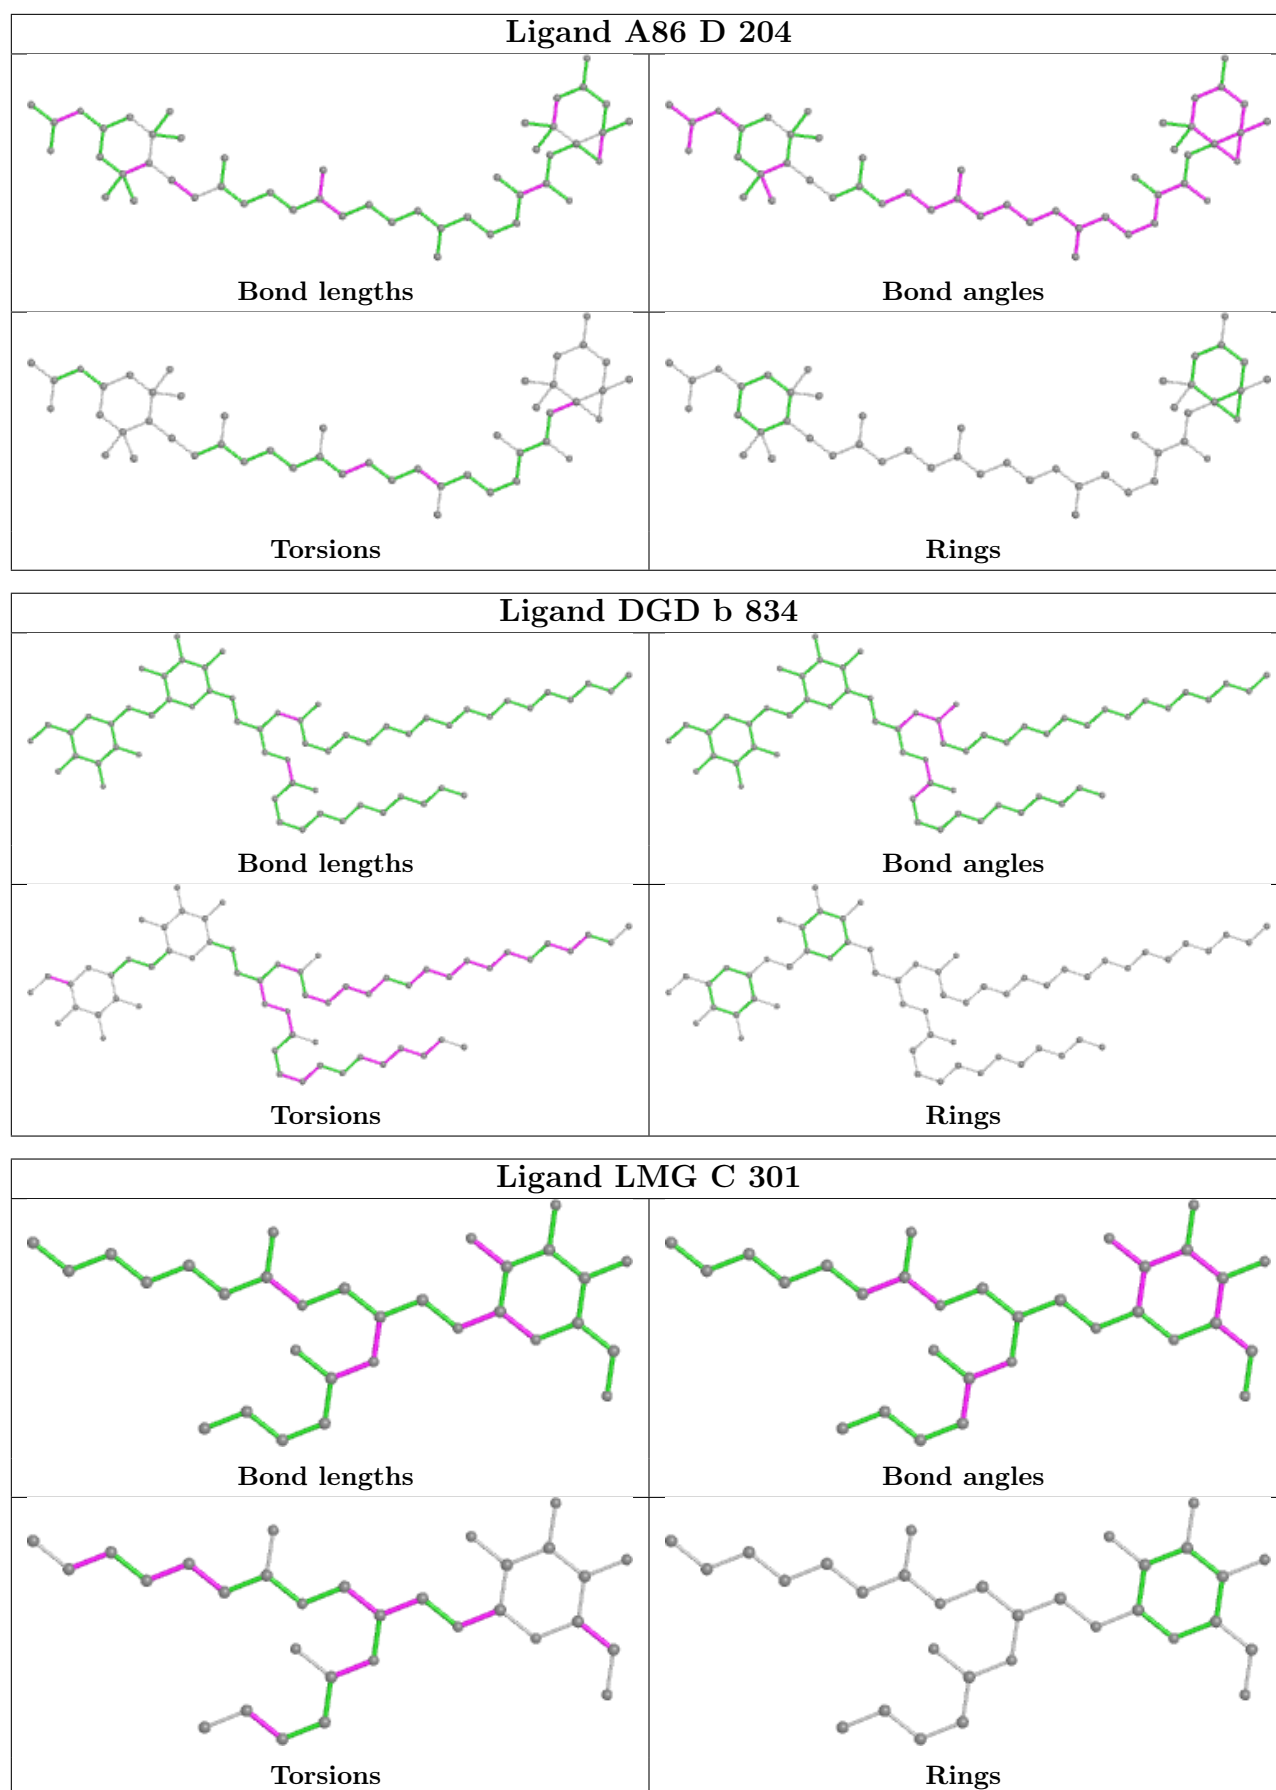 Ligand A86 D 204
Bond lengths
Bond angles
Torsions
Rings
Ligand DGD b 834
Bond lengths
Bond angles
Torsions
Rings
Ligand LMG C 301
Bond lengths
Bond angles
Torsions
Rings